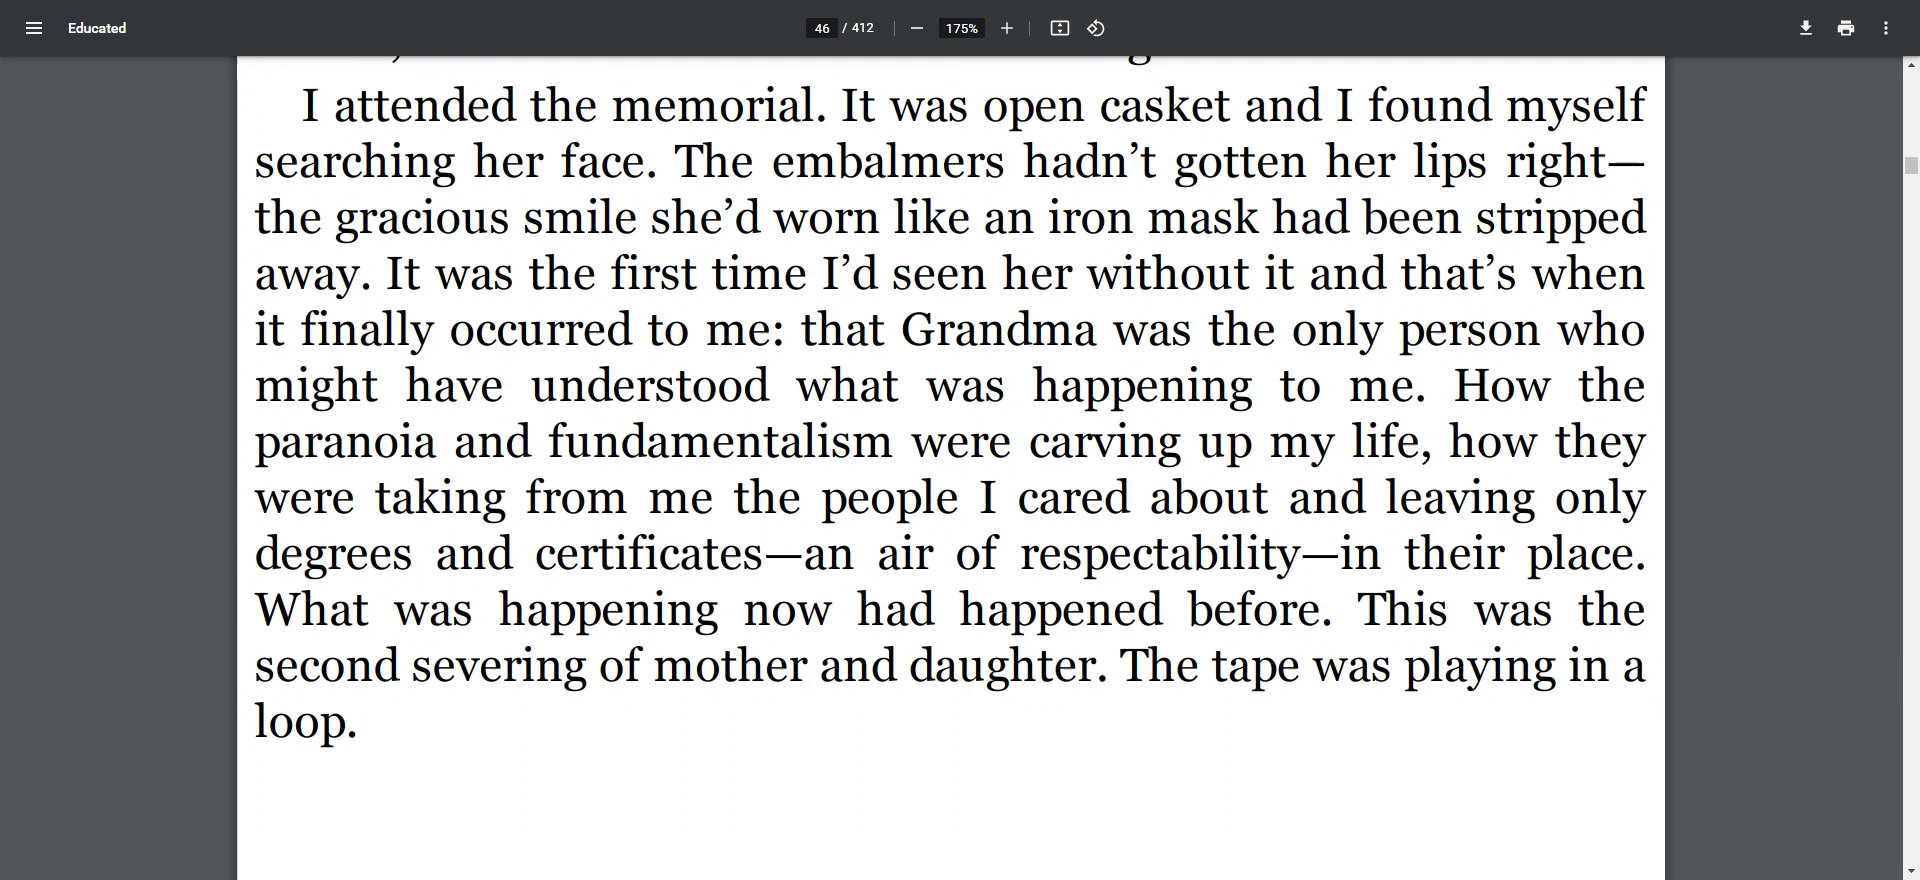 Educated
46 / 412
175%
I attended the memorial. It was open casket and I found myself
searching her face. The embalmers hadn’t gotten her lips right—
the gracious smile she’d worn like an iron mask had been stripped
away. It was the first time I’d seen her without it and that’s when
it finally occurred to me: that Grandma was the only person who
might have understood what was happening to me. How the
paranoia and fundamentalism were carving up my life, how they
were taking from me the people I cared about and leaving only
degrees and certificates—an air of respectability—in their place.
What was happening now had happened before. This was the
second severing of mother and daughter. The tape was playing in a
loop.